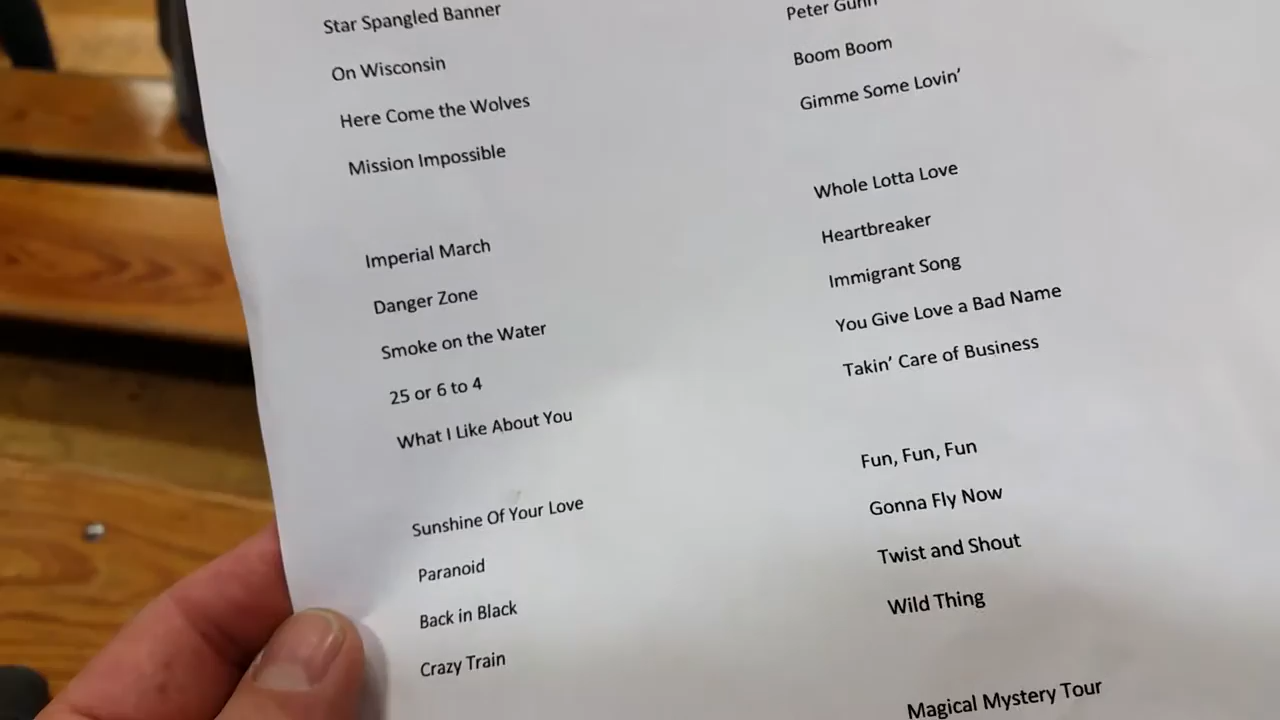 Star Spangled Banner
On Wisconsin
Here Come the Wolves
Mission Impossible
Imperial March
Danger Zone
Smoke on the Water
25 or 6 to 4
What I Like About You
Sunshine Of Your Love
Paranoid
Back in Black
Crazy Train
Peter Gunn
Boom Boom
Gimme Some Lovin’
Whole Lotta Love
Heartbreaker
Immigrant Song
You Give Love a Bad Name
Takin’ Care of Business
Fun, Fun, Fun
Gonna Fly Now
Twist and Shout
Wild Thing
Magical Mystery Tour